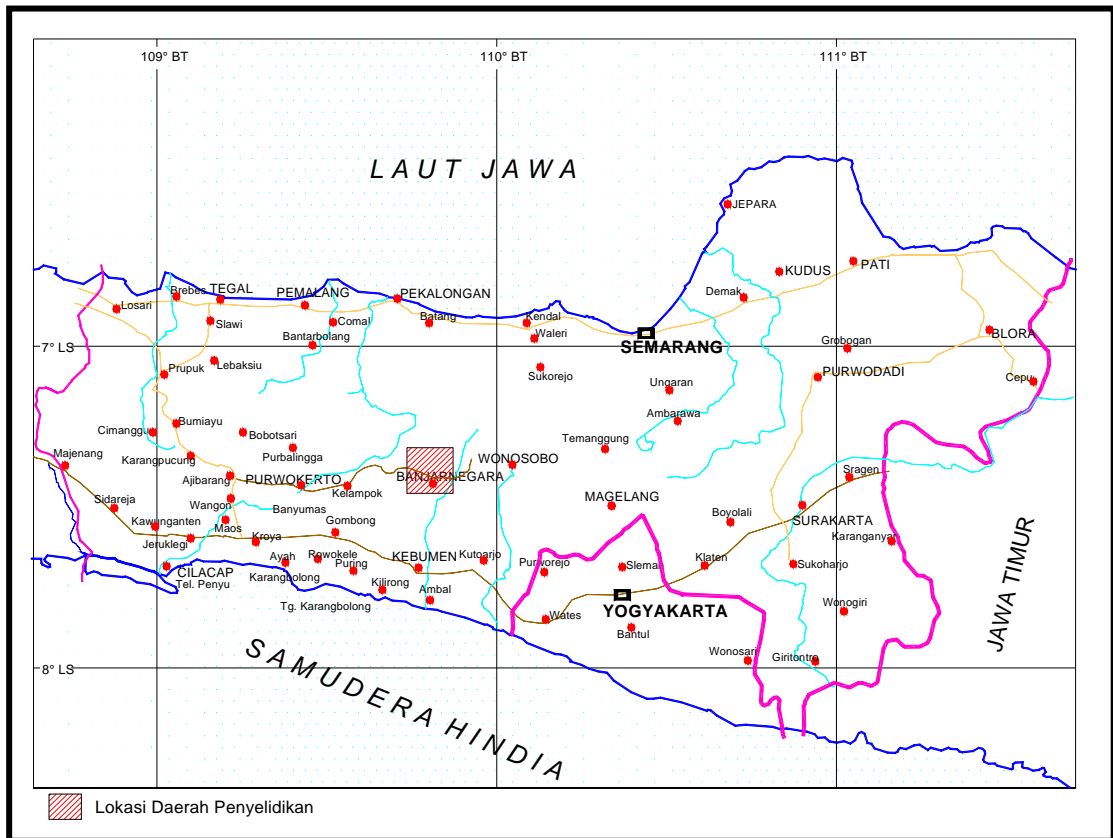 109° BT
110° BT
111° BT
LAUT JAWA
JEPARA
KUDUS
PATI
Demak
Brebes
TEGAL
PEMALANG
PEKALONGAN
Losari
Slawi
Comal
Batang
Kendal
Bantarbolang
Waleri
SEMARANG
BLORA
Grobogan
7° LS
Prupuk
Lebaksiu
Sukorejo
PURWODADI
Cepu
Ungaran
Ambarawa
Bumiayu
Cimanggu
Bobotsari
Temanggung
Purbalingga
Majenang
Karangpucung
WONOSOBO
Ajibarang
PURWOKERTO
Kelampok
BANJARNEGARA
Sragen
Sidareja
Wangon
Banyumas
MAGELANG
Boyolali
SURAKARTA
Kawunganten
Maos
Gombong
Karanganyar
Jeruklegi
Kroya
Ayah
Rowokele
KEBUMEN
Kutoarjo
Purworejo
Slemal
Klaten
Sukoharjo
JAWA TIMUR
CILACAP
Tel. Penyu
Karangbolong
Puring
Kilirong
Ambal
Tg. Karangbolong
YOGYAKARTA
Wates
Bantul
Wonogiri
Wonosari
Giritontro
8° LS
SAMUDERA HINDIA
Lokasi Daerah Penyelidikan